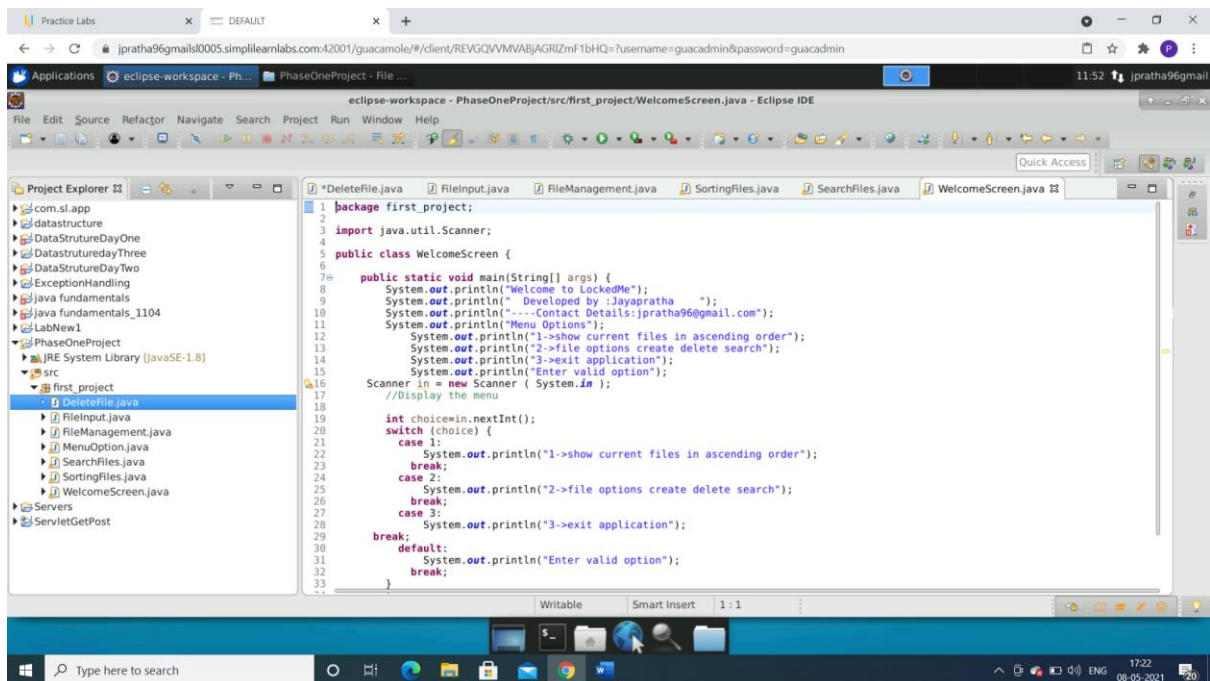 Practice Labs
DEFAULT
jpratha96gmailsl0005.simplilearnlabs.com:42001/guacamole/#/client/REVGQVVMVABjAGRlZmF1bHQ=?username=guacadmin&password=guacadmin
P
Applications eclipse-workspace - Ph... PhaseOneProject - File ... 11:52 jpratha96gmail
eclipse-workspace - PhaseOneProject/src/first_project/WelcomeScreen.java - Eclipse IDE
File Edit Source Refactor Navigate Search Project Run Window Help
Quick Access
Project Explorer
com.sl.app
datastructure
DataStrutureDayOne
DatastruturedayThree
DataStrutureDayTwo
ExceptionHandling
java fundamentals
java fundamentals_1104
LabNew1
PhaseOneProject
JRE System Library [JavaSE-1.8]
src
first_project
DeleteFile.java
FileInput.java
FileManagement.java
MenuOption.java
SearchFiles.java
SortingFiles.java
WelcomeScreen.java
Servers
ServletGetPost
*DeleteFile.java FileInput.java FileManagement.java SortingFiles.java SearchFiles.java WelcomeScreen.java
1 package first_project;
2
3 import java.util.Scanner;
4
5 public class WelcomeScreen {
6
7 public static void main(String[] args) {
8 System.out.println("Welcome to LockedMe");
9 System.out.println("  Developed by :Jayapratha    ");
10 System.out.println("----Contact Details:jpratha96@gmail.com");
11 System.out.println("Menu Options");
12 System.out.println("1->show current files in ascending order");
13 System.out.println("2->file options create delete search");
14 System.out.println("3->exit application");
15 System.out.println("Enter valid option");
16 Scanner in = new Scanner ( System.in );
17 //Display the menu
18
19 int choice=in.nextInt();
20 switch (choice) {
21 case 1:
22 System.out.println("1->show current files in ascending order");
23 break;
24 case 2:
25 System.out.println("2->file options create delete search");
26 break;
27 case 3:
28 System.out.println("3->exit application");
29 break;
30 default:
31 System.out.println("Enter valid option");
32 break;
33 }
Writable Smart Insert 1 : 1
Type here to search
ENG
17:22
08-05-2021
20